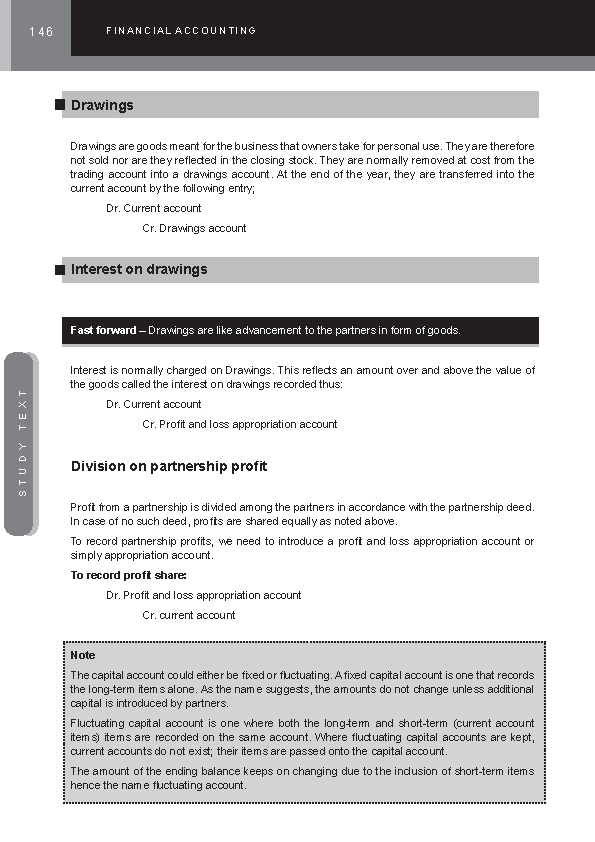 146
FINANCIAL ACCOUNTING
Drawings
Drawings are goods meant for the business that owners take for personal use. They are therefore
not sold nor are they reflected in the closing stock. They are normally removed at cost from the
trading account into a drawings account. At the end of the year, they are transferred into the
current account by the following entry;
Dr. Current account
Cr. Drawings account
Interest on drawings
Fast forward – Drawings are like advancement to the partners in form of goods.
Interest is normally charged on Drawings. This reflects an amount over and above the value of
the goods called the interest on drawings recorded thus:
Dr. Current account
Cr. Profit and loss appropriation account
STUDY TEXT
Division on partnership profit
Profit from a partnership is divided among the partners in accordance with the partnership deed.
In case of no such deed, profits are shared equally as noted above.
To record partnership profits, we need to introduce a profit and loss appropriation account or
simply appropriation account.
To record profit share:
Dr. Profit and loss appropriation account
Cr. current account
Note
The capital account could either be fixed or fluctuating. A fixed capital account is one that records
the long-term items alone. As the name suggests, the amounts do not change unless additional
capital is introduced by partners.
Fluctuating capital account is one where both the long-term and short-term (current account
items) items are recorded on the same account. Where fluctuating capital accounts are kept,
current accounts do not exist; their items are passed onto the capital account.
The amount of the ending balance keeps on changing due to the inclusion of short-term items
hence the name fluctuating account.